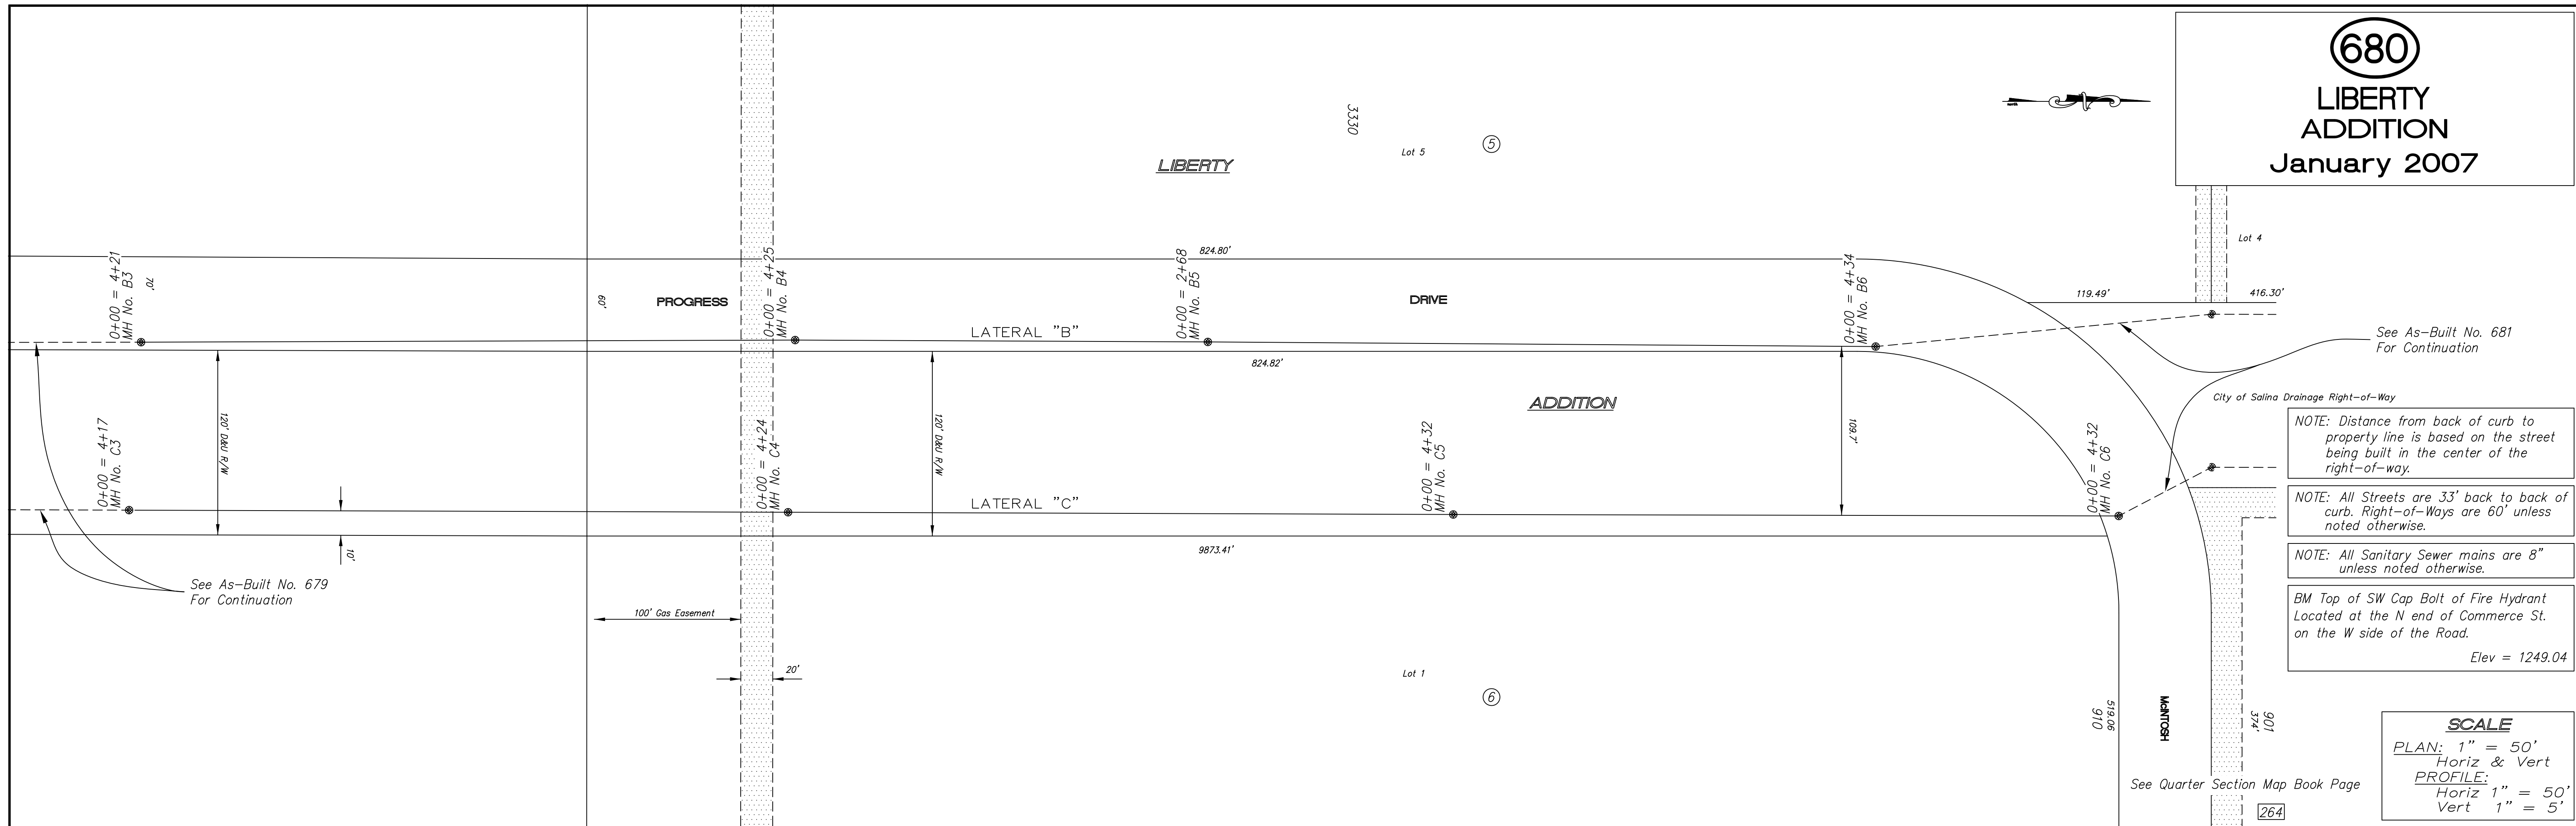 680
LIBERTY
ADDITION
January 2007
north
3330
Lot 5
5
LIBERTY
Lot 4
824.80'
0+00 = 4+21
MH No. B3
70'
60'
PROGRESS
0+00 = 4+25
MH No. B4
LATERAL "B"
0+00 = 2+68
MH No. B5
DRIVE
0+00 = 4+34
MH No. B6
119.49'
416.30'
See As-Built No. 681
For Continuation
824.82'
ADDITION
City of Salina Drainage Right-of-Way
0+00 = 4+17
MH No. C3
120' D&U R/W
0+00 = 4+24
MH No. C4
120' D&U R/W
LATERAL "C"
0+00 = 4+32
MH No. C5
109.7'
0+00 = 4+32
MH No. C6
NOTE: Distance from back of curb to
property line is based on the street
being built in the center of the
right-of-way.
NOTE: All Streets are 33' back to back of
curb. Right-of-Ways are 60' unless
noted otherwise.
NOTE: All Sanitary Sewer mains are 8"
unless noted otherwise.
BM Top of SW Cap Bolt of Fire Hydrant
Located at the N end of Commerce St.
on the W side of the Road.
Elev = 1249.04
10'
9873.41'
See As-Built No. 679
For Continuation
100' Gas Easement
20'
Lot 1
6
519.06
910
McINTOSH
901
374'
See Quarter Section Map Book Page
264
SCALE
PLAN: 1" = 50'
Horiz & Vert
PROFILE:
Horiz 1" = 50'
Vert 1" = 5'